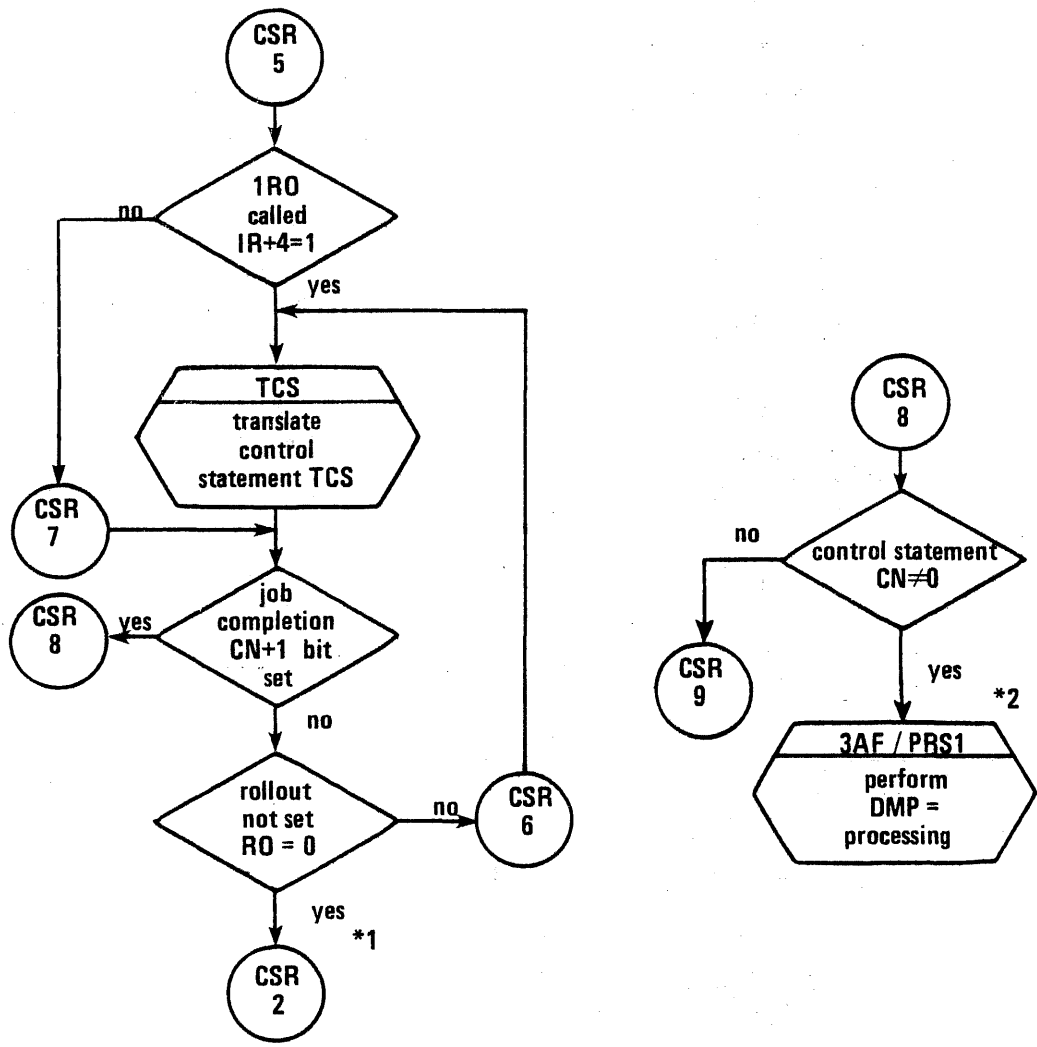 CSR
5
1RO
called
IR+4=1
no
yes
TCS
translate
control
statement TCS
CSR
7
job
completion
CN+1 bit
set
yes
CSR
8
no
rollout
not set
RO = 0
no
CSR
6
yes
*1
CSR
2
CSR
8
control statement
CN≠0
no
CSR
9
yes
*2
3AF / PRS1
perform
DMP =
processing